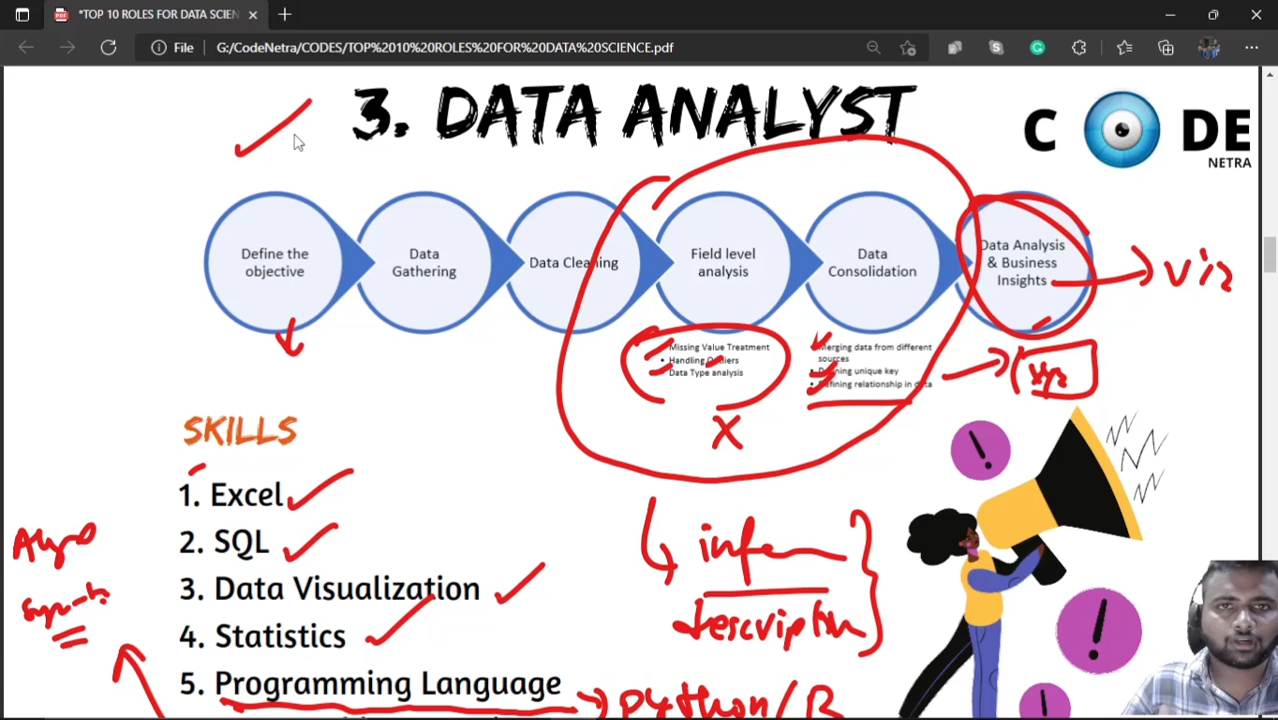 *TOP 10 ROLES FOR DATA SCIEN
File G:/CodeNetra/CODES/TOP%2010%20ROLES%20FOR%20DATA%20SCIENCE.pdf
3. DATA ANALYST
C DE
NETRA
Define the
objective
Data
Gathering
Data Cleaning
Field level
analysis
Data
Consolidation
Data Analysis
& Business
Insights
Missing Value Treatment
Handling Outliers
Data Type analysis
Merging data from different
sources
Defining unique key
Defining relationship in data
X
SKILLS
1. Excel
2. SQL
3. Data Visualization
4. Statistics
5. Programming Language
infer
Description
python/R